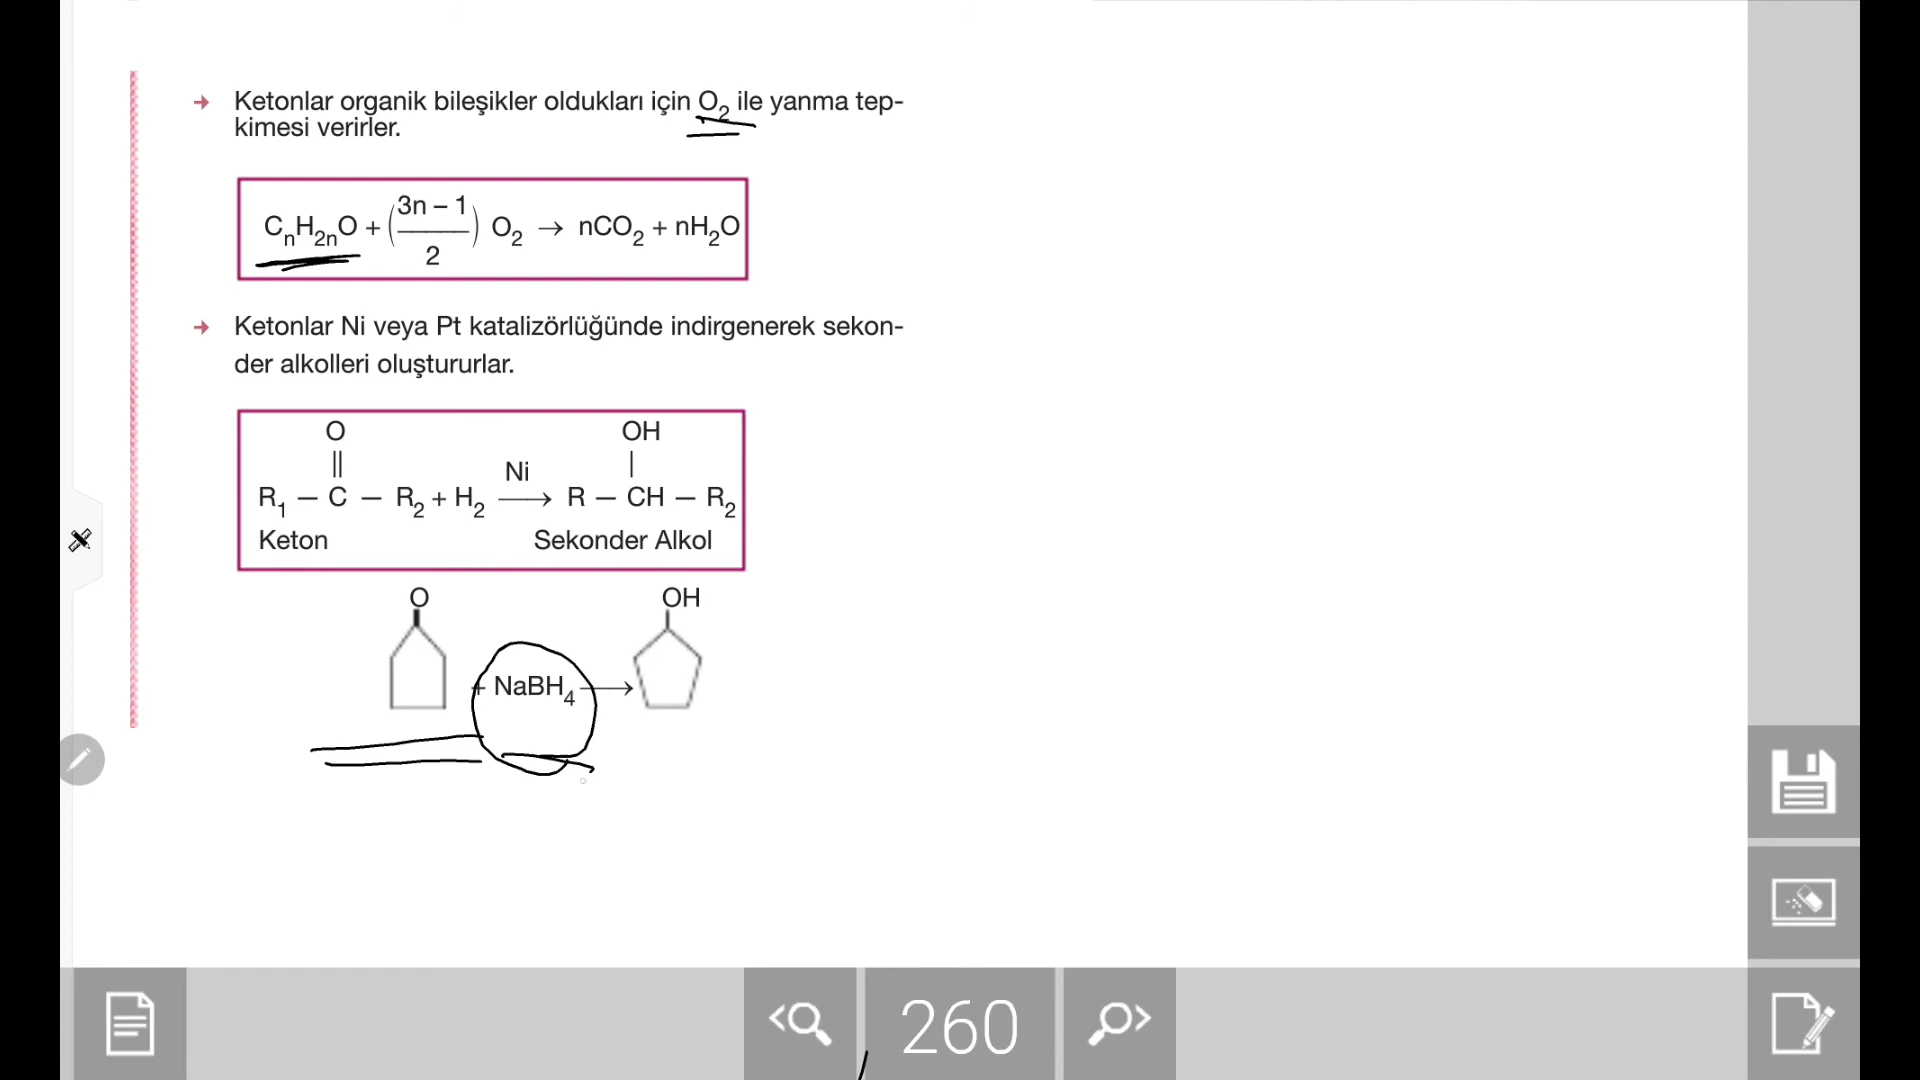 Ketonlar organik bileşikler oldukları için O₂ ile yanma tep-
kimesi verirler.
CₙH₂ₙO + (3n – 1 / 2) O₂ → nCO₂ + nH₂O
Ketonlar Ni veya Pt katalizörlüğünde indirgenerek sekon-
der alkolleri oluştururlar.
O OH
|| Ni |
R₁ — C — R₂ + H₂ → R — CH — R₂
Keton Sekonder Alkol
O OH
+ NaBH₄ →
260